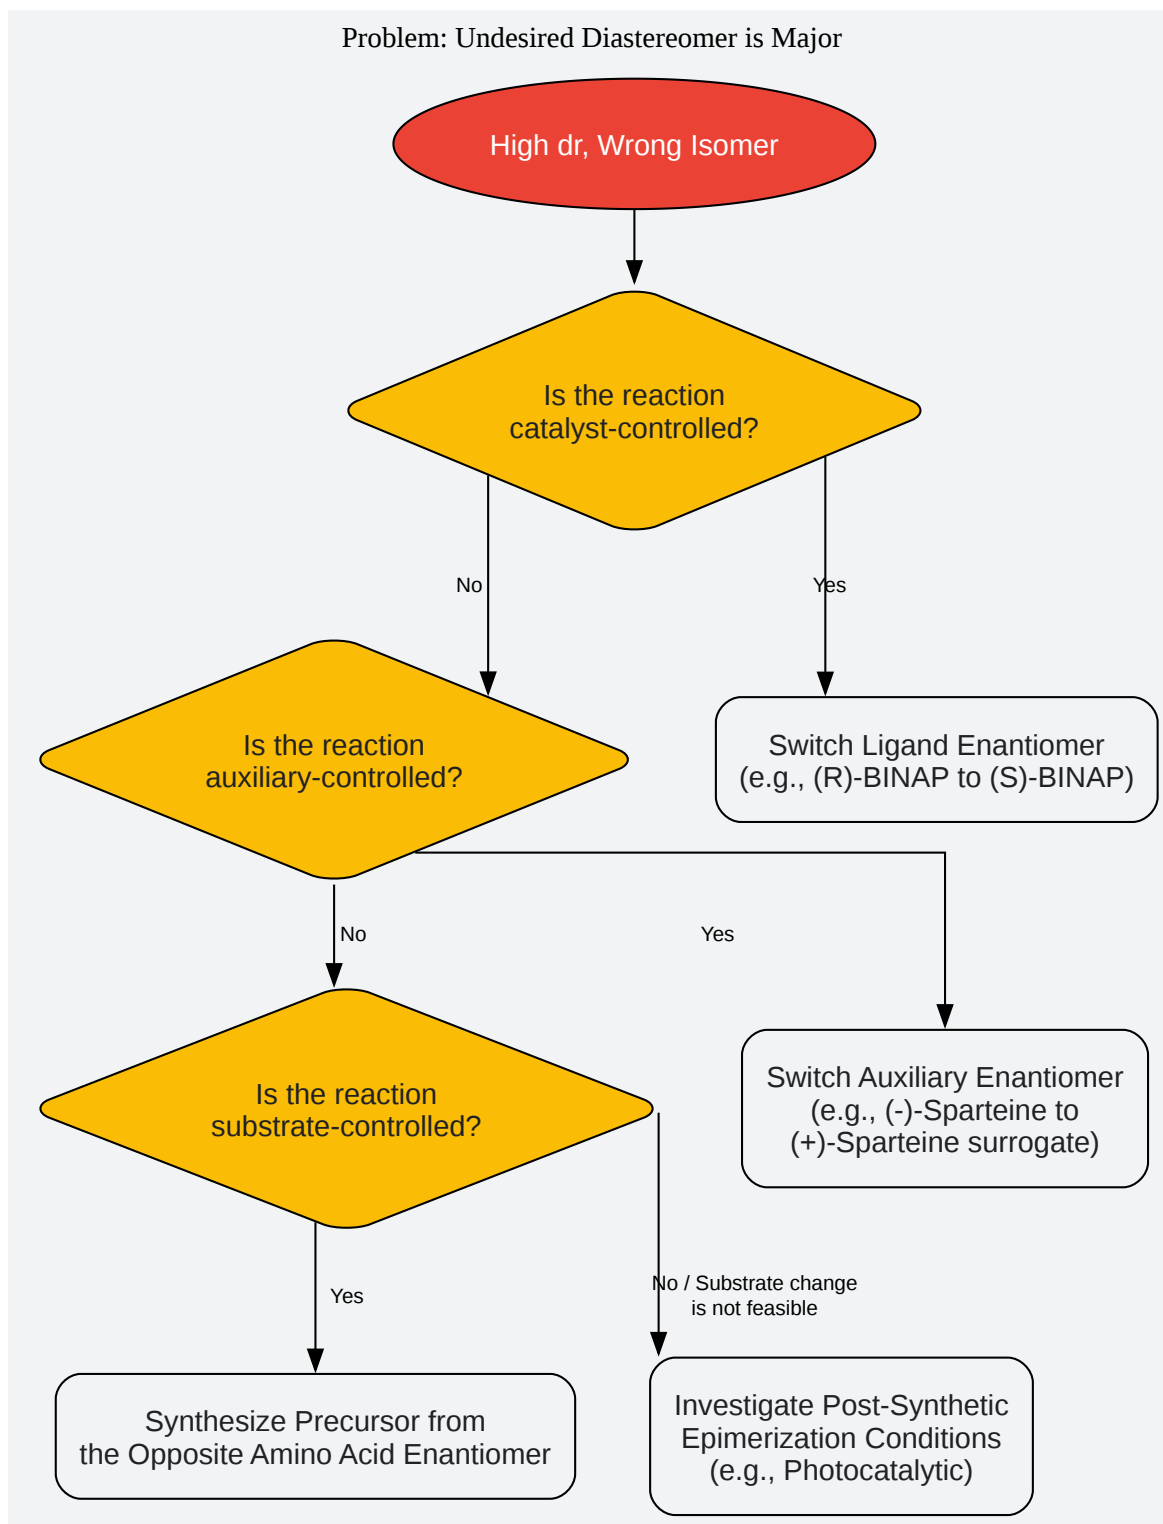 Problem: Undesired Diastereomer is Major
High dr, Wrong Isomer
Is the reaction
catalyst-controlled?
No
Yes
Is the reaction
auxiliary-controlled?
Switch Ligand Enantiomer
(e.g., (R)-BINAP to (S)-BINAP)
No
Yes
Is the reaction
substrate-controlled?
Switch Auxiliary Enantiomer
(e.g., (-)-Sparteine to
(+)-Sparteine surrogate)
Yes
No / Substrate change
is not feasible
Synthesize Precursor from
the Opposite Amino Acid Enantiomer
Investigate Post-Synthetic
Epimerization Conditions
(e.g., Photocatalytic)